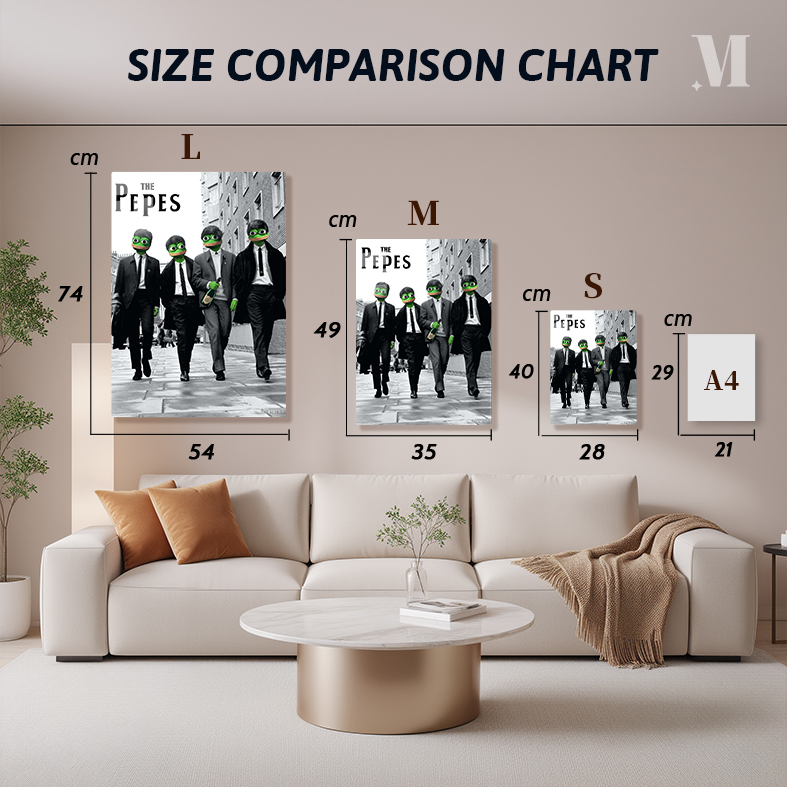 SIZE COMPARISON CHART
M
cm
L
74
THE
PEPES
54
cm
M
49
THE
PEPES
35
cm
S
40
THE
PEPES
28
cm
29
A4
21